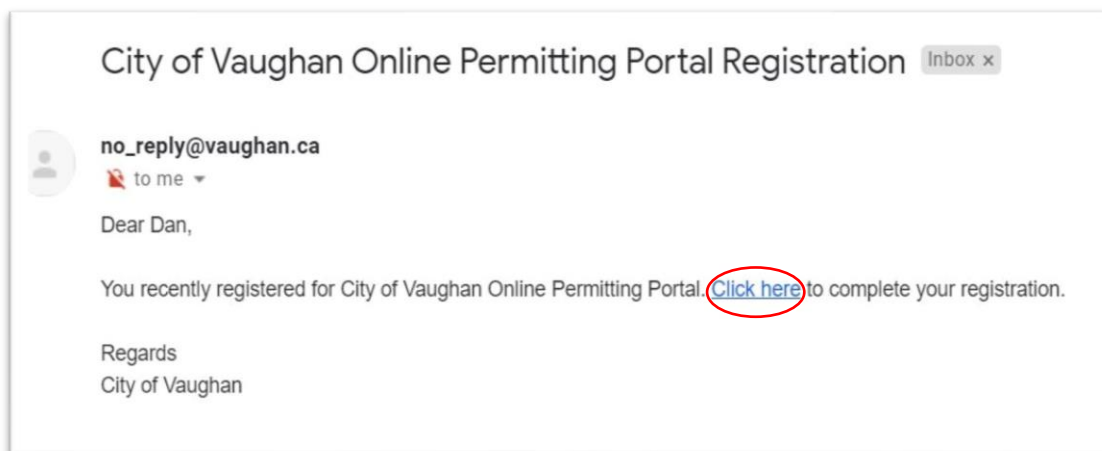 City of Vaughan Online Permitting Portal Registration Inbox x
no_reply@vaughan.ca
to me
Dear Dan,
You recently registered for City of Vaughan Online Permitting Portal. Click here to complete your registration.
Regards
City of Vaughan